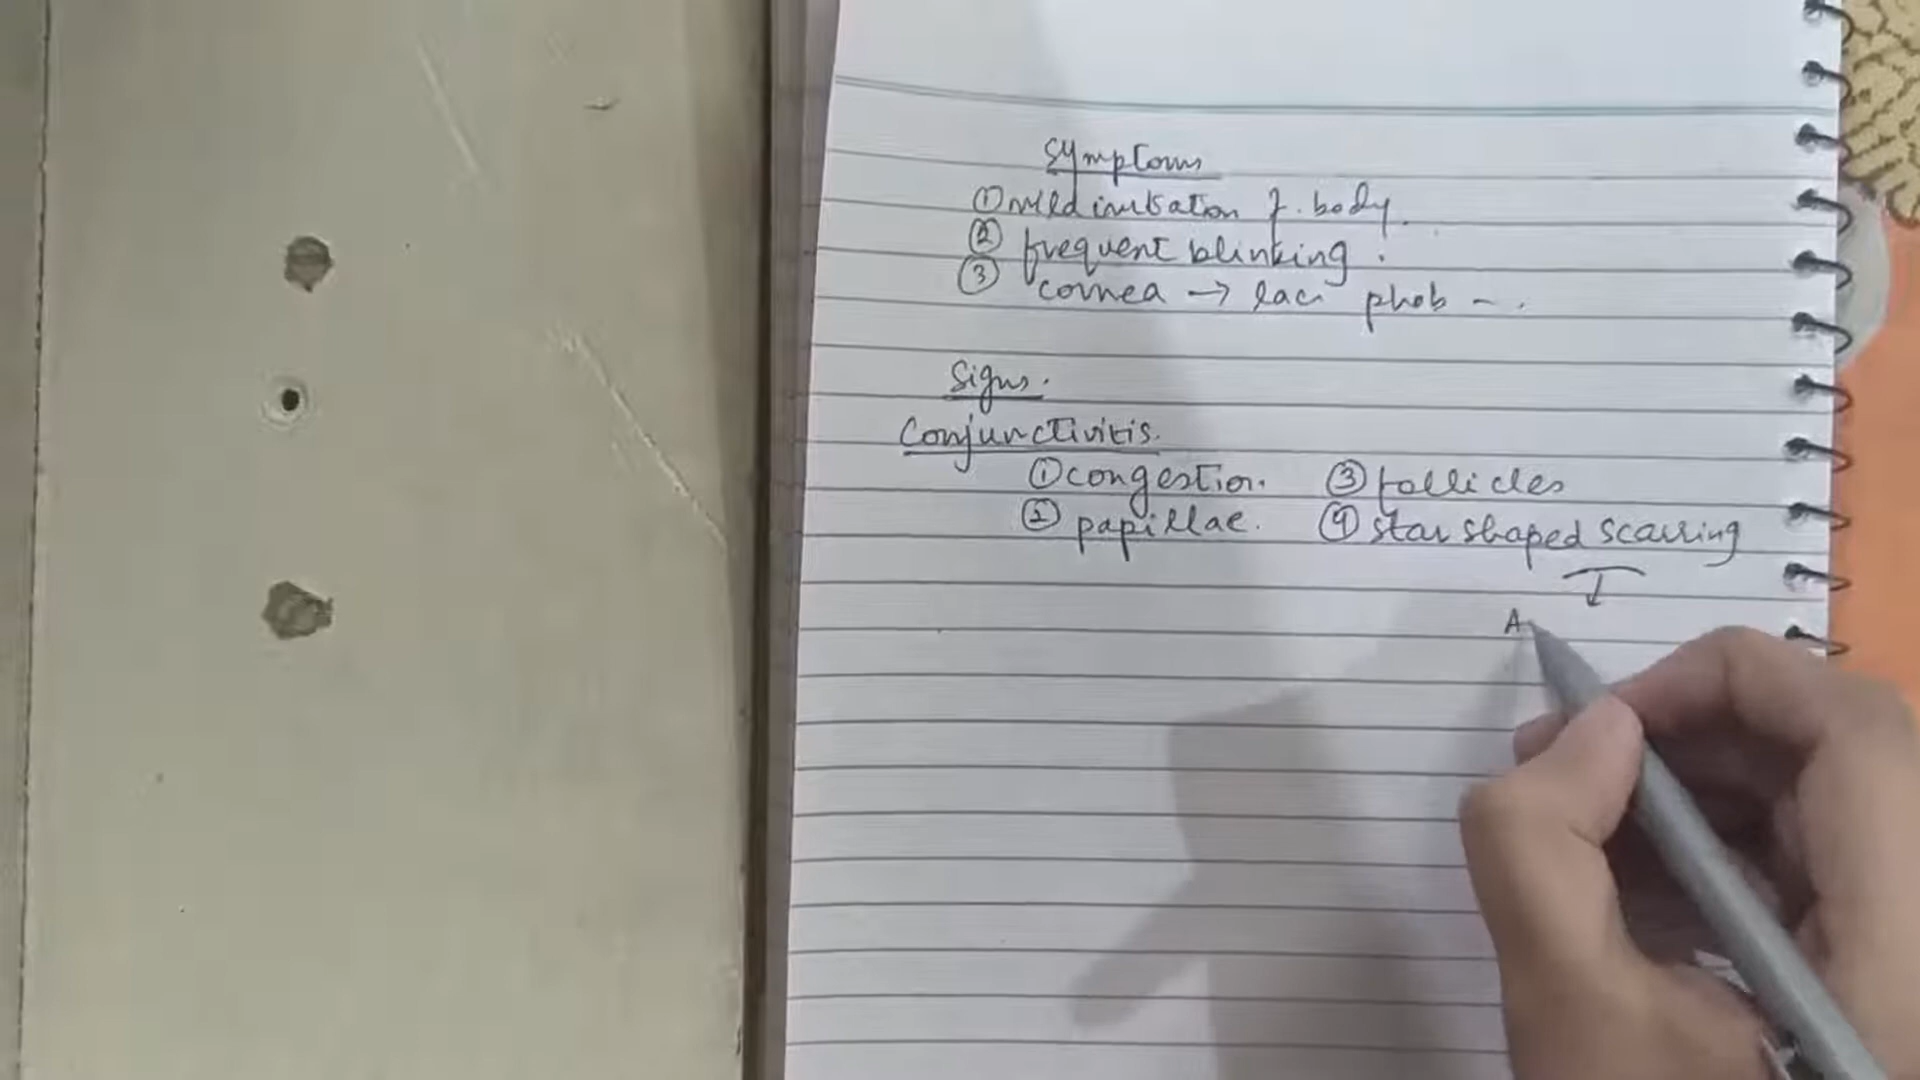 Symptoms
① mild irritation f. body.
② frequent blinking.
③ cornea → lac phob - .
Signs.
Conjunctivitis.
① congestion. ③ follicles
② papillae. ④ star shaped scarring
↓
A